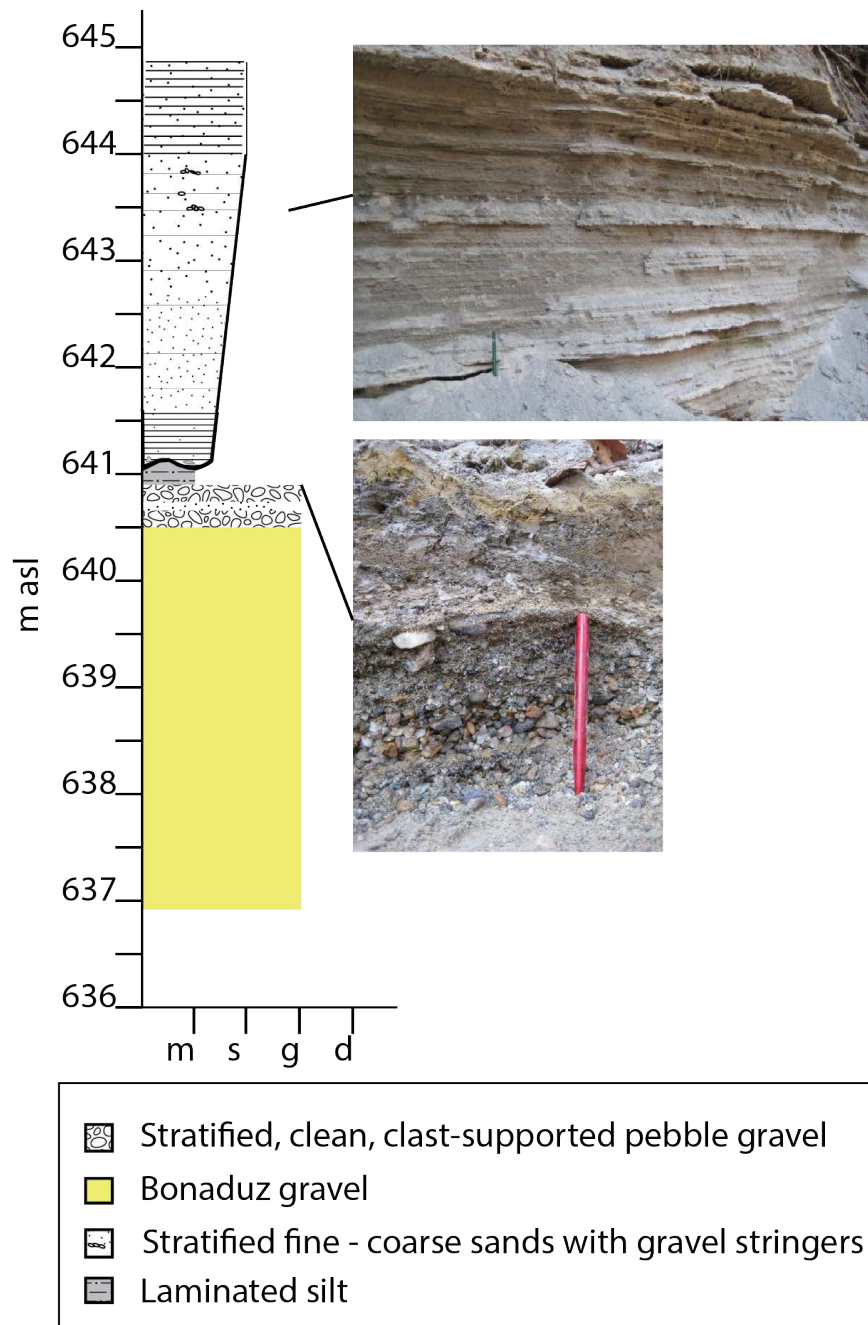 645
644
643
642
641
640
639
638
637
636
m asl
m s g d
Stratified, clean, clast-supported pebble gravel
Bonaduz gravel
Stratified fine - coarse sands with gravel stringers
Laminated silt